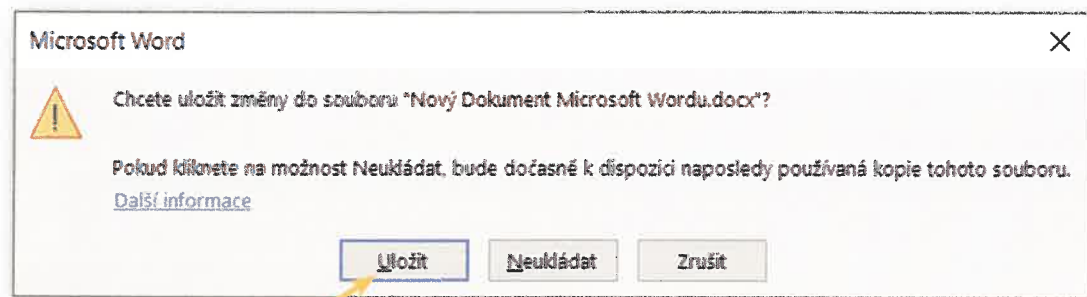 Microsoft Word
Chcete uložit změny do souboru "Nový Dokument Microsoft Wordu.docx"?
Pokud kliknete na možnost Neukládat, bude dočasně k dispozici naposledy používaná kopie tohoto souboru.
Další informace
Uložit Neukládat Zrušit